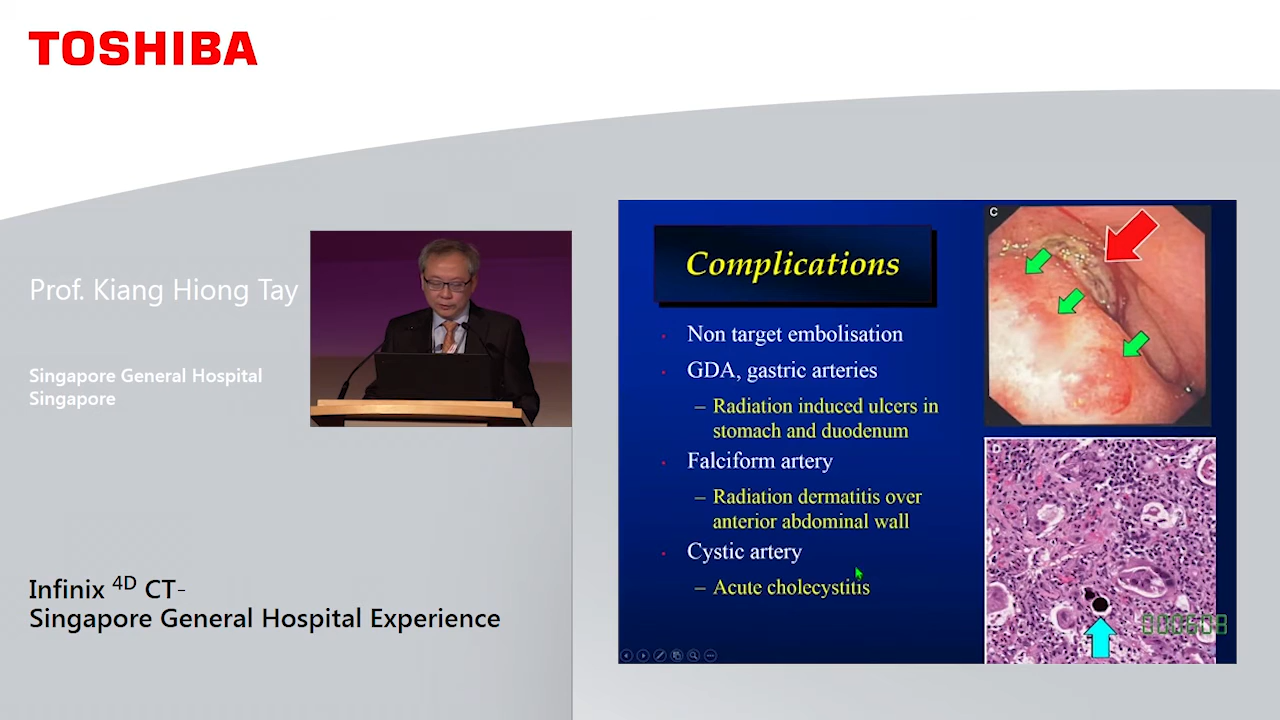 TOSHIBA
Prof. Kiang Hiong Tay
Singapore General Hospital
Singapore
Infinix 4D CT-
Singapore General Hospital Experience
Complications
Non target embolisation
GDA, gastric arteries
– Radiation induced ulcers in
stomach and duodenum
Falciform artery
– Radiation dermatitis over
anterior abdominal wall
Cystic artery
– Acute cholecystitis
C